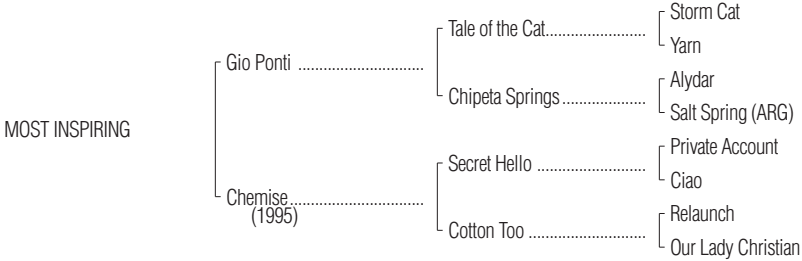 Storm Cat
Tale of the Cat
Yarn
Gio Ponti
Alydar
Chipeta Springs
Salt Spring (ARG)
MOST INSPIRING
Private Account
Secret Hello
Ciao
Chemise
(1995)
Relaunch
Cotton Too
Our Lady Christian